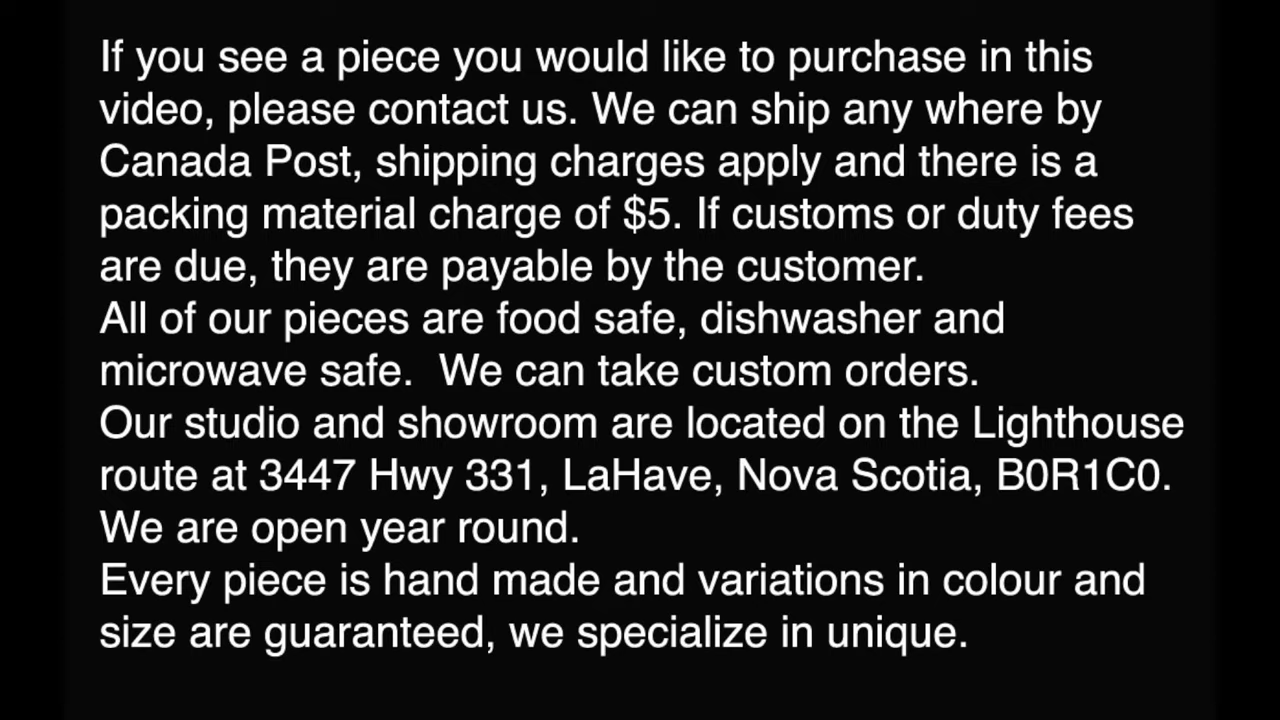 If you see a piece you would like to purchase in this
video, please contact us. We can ship any where by
Canada Post, shipping charges apply and there is a
packing material charge of $5. If customs or duty fees
are due, they are payable by the customer.
All of our pieces are food safe, dishwasher and
microwave safe.  We can take custom orders.
Our studio and showroom are located on the Lighthouse
route at 3447 Hwy 331, LaHave, Nova Scotia, B0R1C0.
We are open year round.
Every piece is hand made and variations in colour and
size are guaranteed, we specialize in unique.